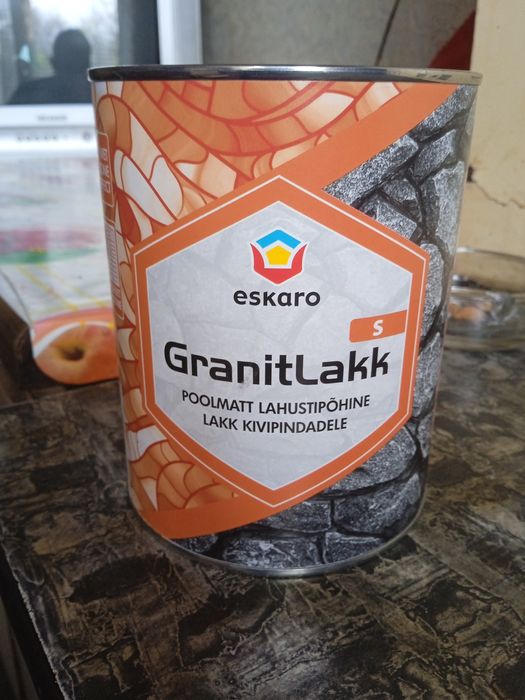 eskaro
S
GranitLakk
POOLMATT LAHUSTIPÕHINE
LAKK KIVIPINDADELE